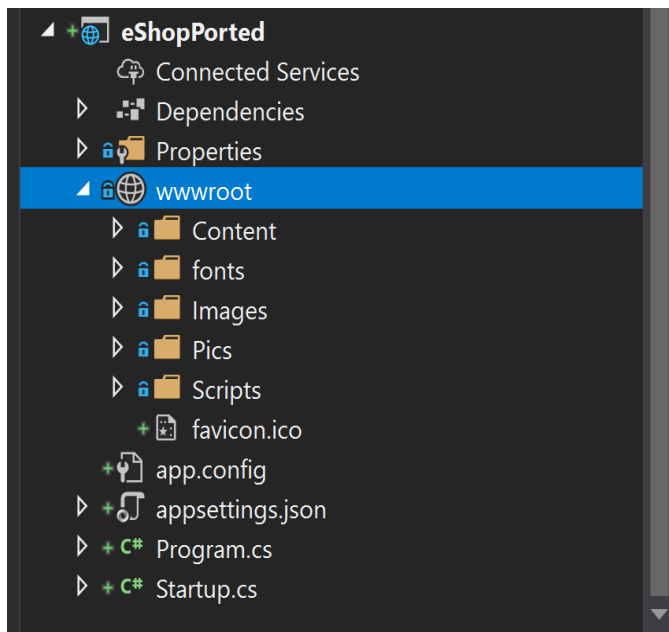 eShopPorted
Connected Services
Dependencies
Properties
wwwroot
Content
fonts
Images
Pics
Scripts
favicon.ico
app.config
appsettings.json
C# Program.cs
C# Startup.cs